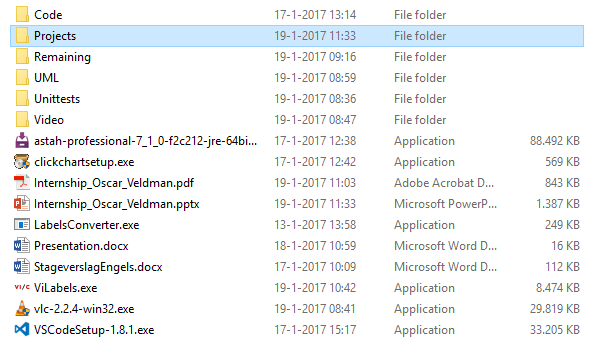 Code 17-1-2017 13:14 File folder
Projects 19-1-2017 11:33 File folder
Remaining 19-1-2017 09:16 File folder
UML 19-1-2017 08:59 File folder
Unittests 19-1-2017 08:36 File folder
Video 19-1-2017 08:47 File folder
astah-professional-7_1_0-f2c212-jre-64bi... 17-1-2017 12:38 Application 88.492 KB
clickchartsetup.exe 17-1-2017 12:42 Application 569 KB
Internship_Oscar_Veldman.pdf 19-1-2017 11:03 Adobe Acrobat D... 843 KB
Internship_Oscar_Veldman.pptx 19-1-2017 11:33 Microsoft PowerP... 1.387 KB
LabelsConverter.exe 13-1-2017 13:58 Application 249 KB
Presentation.docx 18-1-2017 10:59 Microsoft Word D... 16 KB
StageverslagEngels.docx 17-1-2017 10:09 Microsoft Word D... 112 KB
ViLabels.exe 19-1-2017 10:42 Application 8.474 KB
vlc-2.2.4-win32.exe 19-1-2017 08:41 Application 29.819 KB
VSCodeSetup-1.8.1.exe 17-1-2017 15:17 Application 33.205 KB